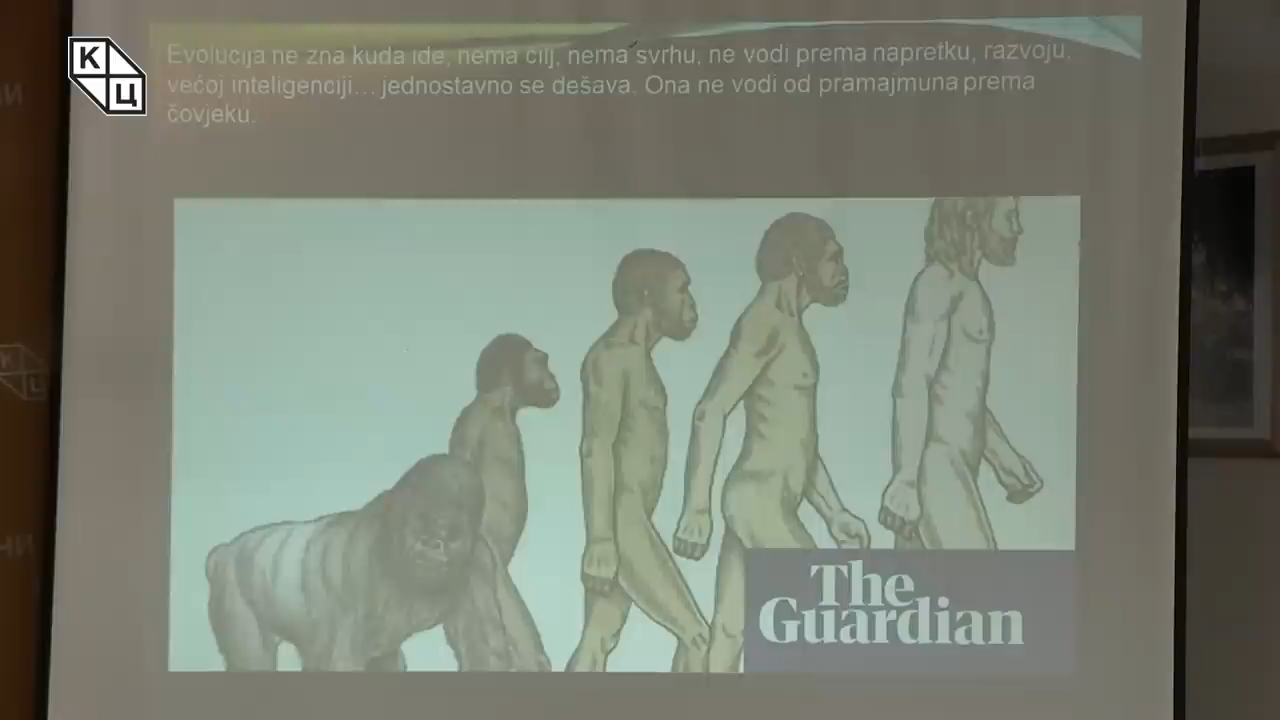 К
Ц
Evolucija ne zna kuda ide, nema cilj, nema svrhu, ne vodi prema napretku, razvoju,
većoj inteligenciji... jednostavno se dešava. Ona ne vodi od pramajmuna prema
čovjeku.
The
Guardian